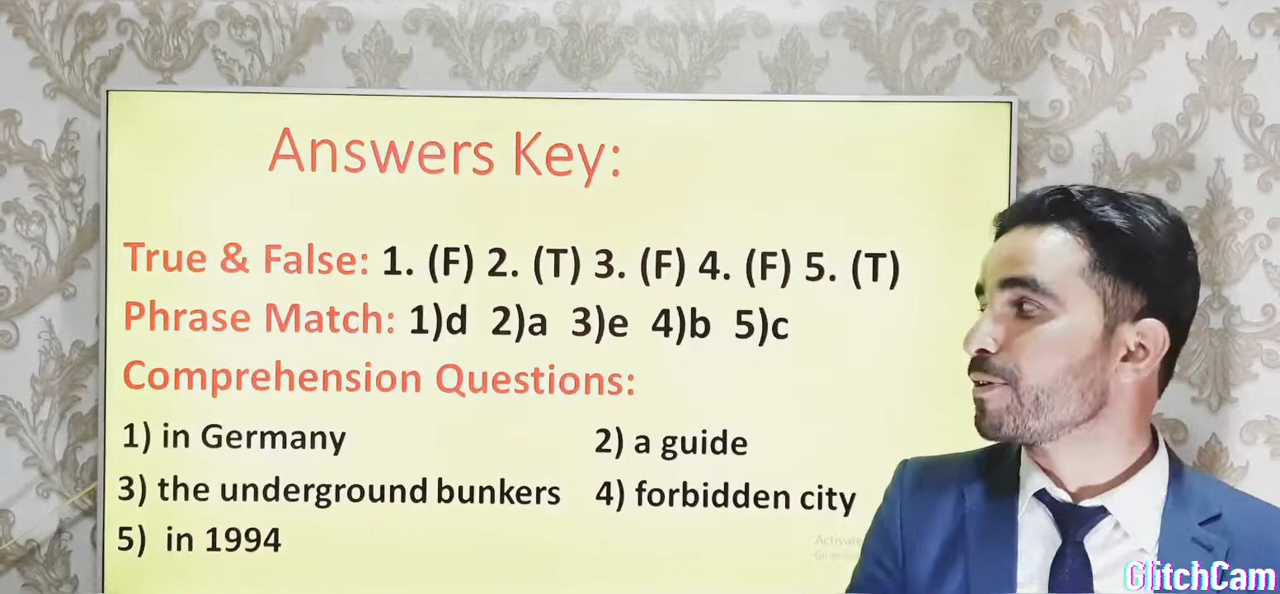 Answers Key:
True & False: 1. (F) 2. (T) 3. (F) 4. (F) 5. (T)
Phrase Match: 1)d 2)a 3)e 4)b 5)c
Comprehension Questions:
1) in Germany 2) a guide
3) the underground bunkers 4) forbidden city
5) in 1994
Activate
GlitchCam